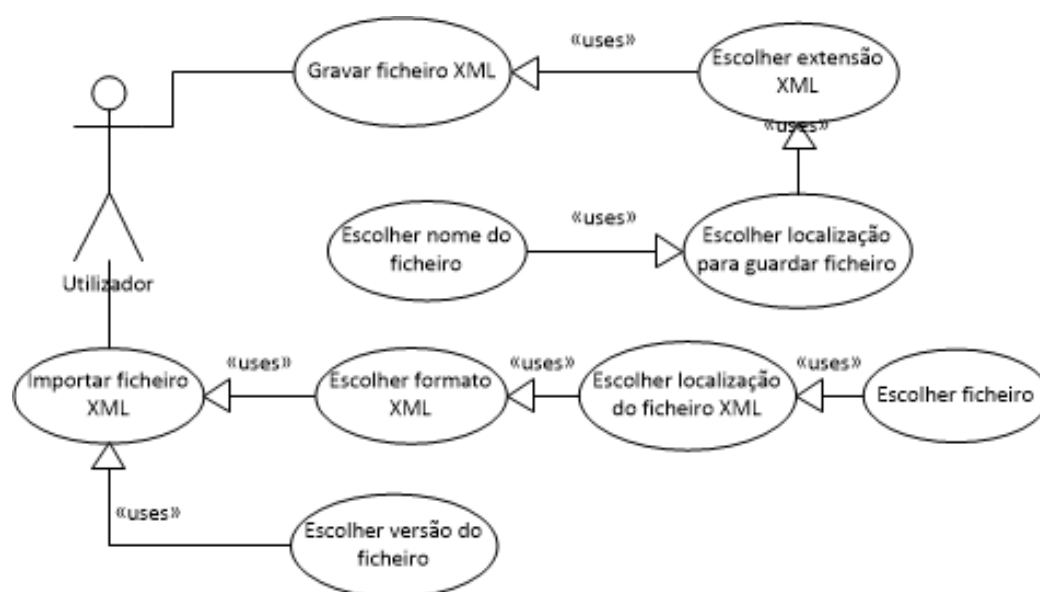 «uses»
Gravar ficheiro XML
Escolher extensão
XML
«uses»
«uses»
Escolher nome do
ficheiro
Escolher localização
para guardar ficheiro
Utilizador
«uses»
«uses»
«uses»
Importar ficheiro
XML
Escolher formato
XML
Escolher localização
do ficheiro XML
Escolher ficheiro
«uses»
Escolher versão do
ficheiro